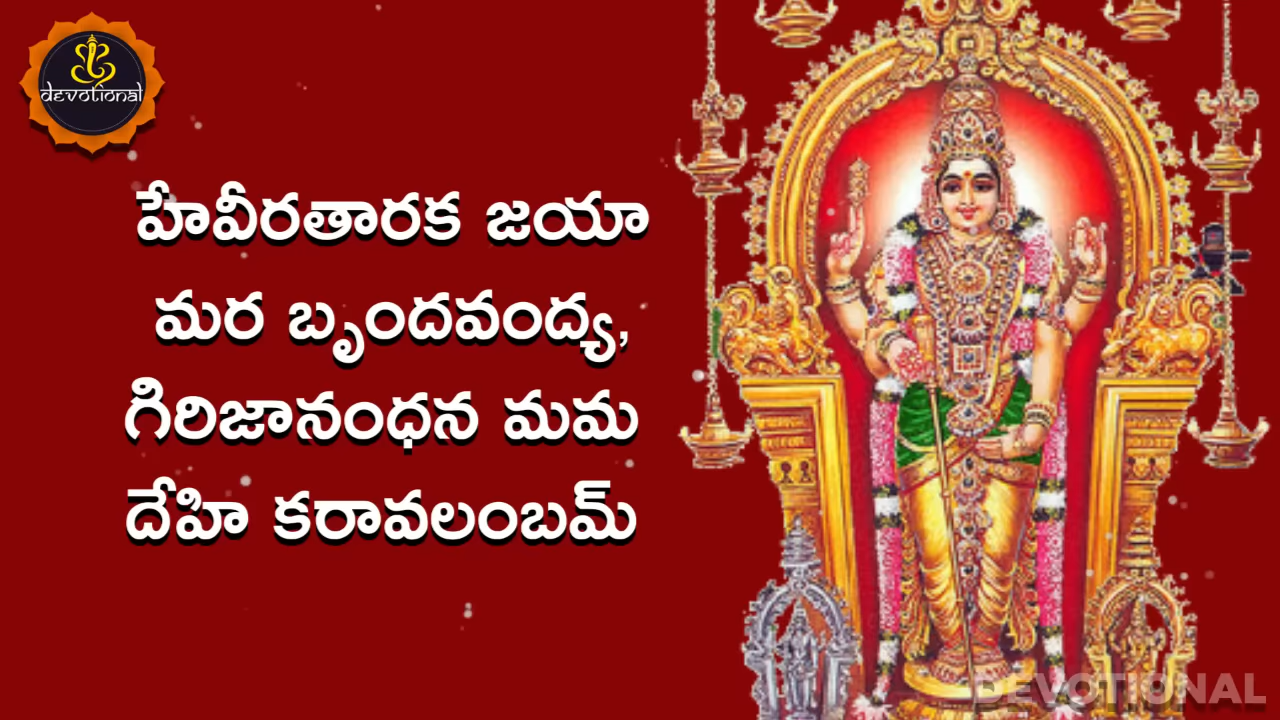 devotional
హేవీరతారక జయా
మర బృందవంద్య,
గిరిజానంధన మమ
దేహి కరావలంబమ్
DEVOTIONAL